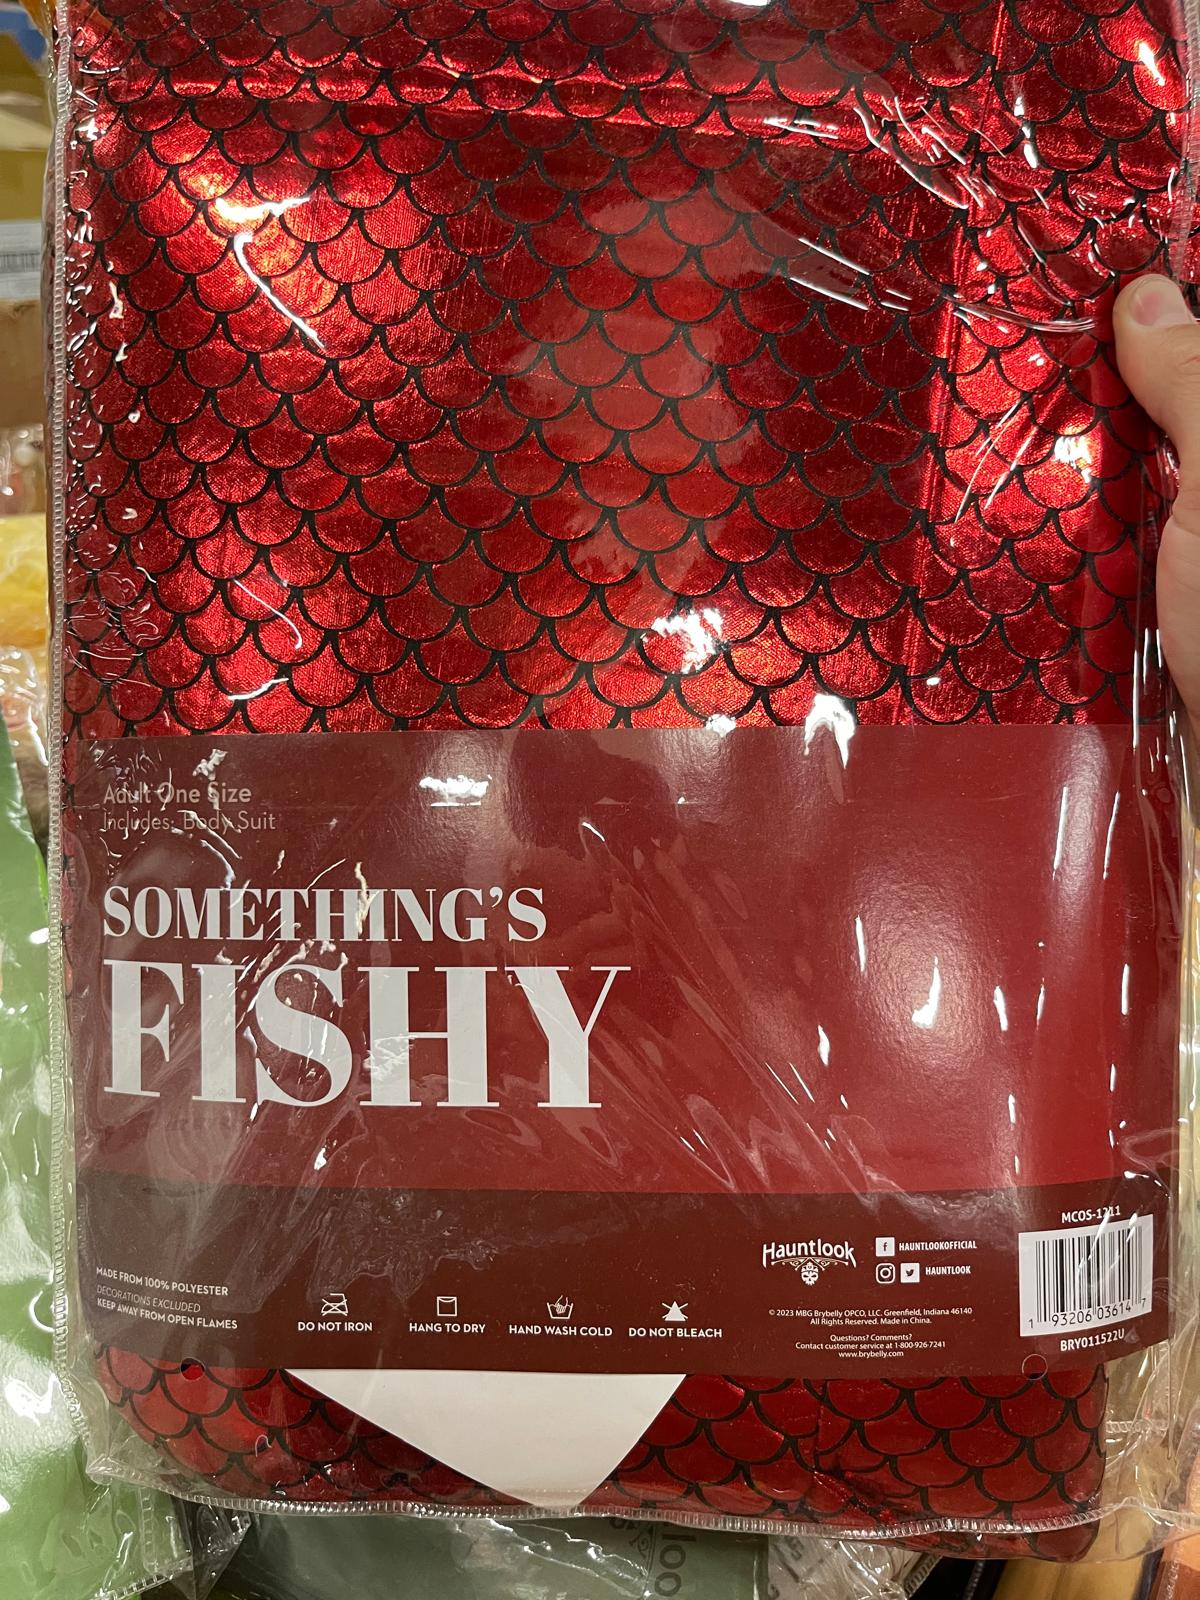 Adult One Size
Includes: Body Suit
SOMETHING'S
FISHY
MADE FROM 100% POLYESTER
DECORATIONS EXCLUDED
KEEP AWAY FROM OPEN FLAMES
DO NOT IRON
HANG TO DRY
HAND WASH COLD
DO NOT BLEACH
Hauntlook
HAUNTLOOKOFFICIAL
HAUNTLOOK
© 2023 MBG Brybelly OPCO, LLC. Greenfield, Indiana 46140
All Rights Reserved. Made in China.
Questions? Comments?
Contact customer service at 1-800-926-7241
www.brybelly.com
MCOS-1211
1 93206 03614 7
BRY011522U